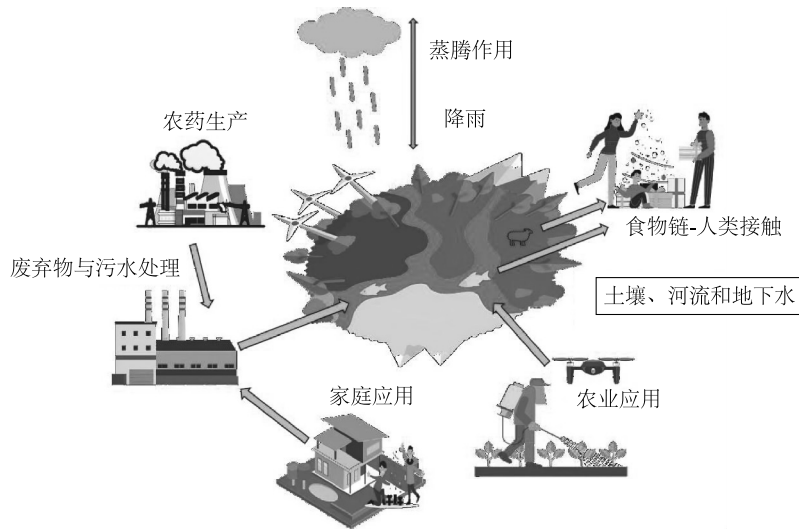 蒸腾作用
降雨
农药生产
食物链-人类接触
废弃物与污水处理
土壤、河流和地下水
家庭应用
农业应用